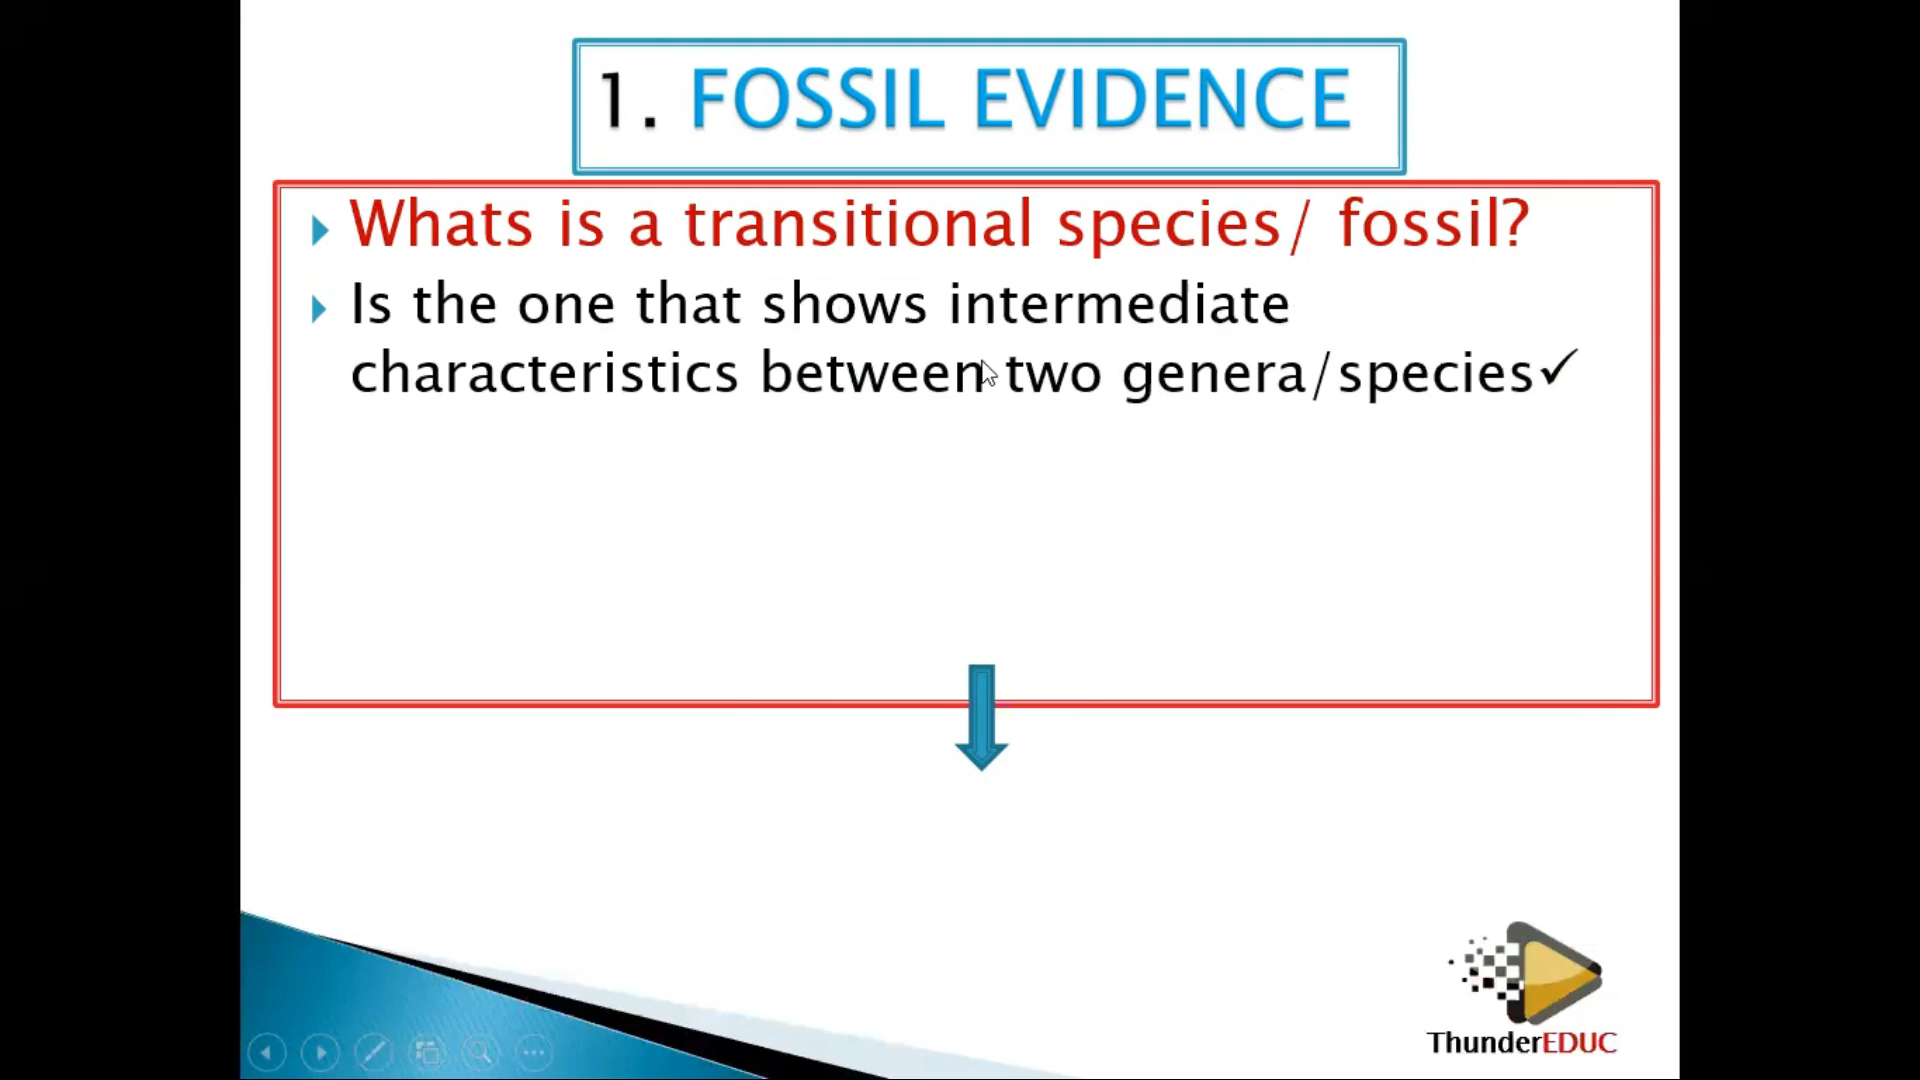 1. FOSSIL EVIDENCE
Whats is a transitional species/ fossil?
Is the one that shows intermediate
characteristics between two genera/species✓
ThunderEDUC